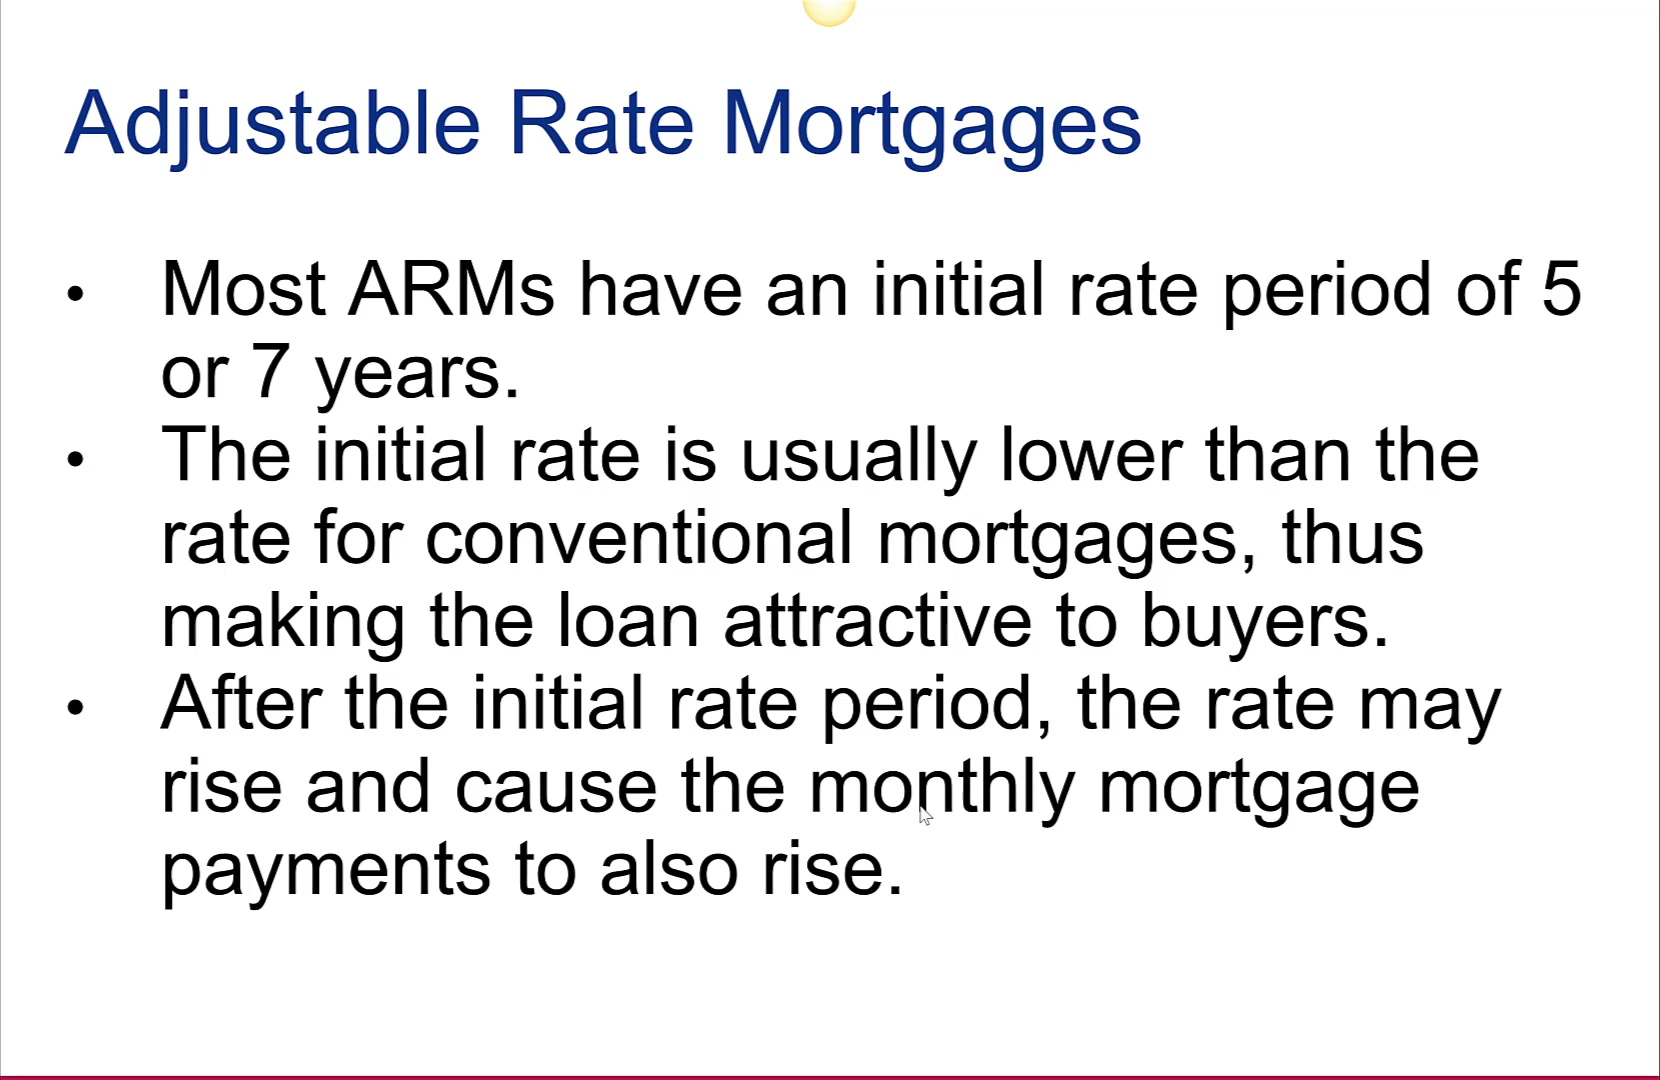 Adjustable Rate Mortgages
• Most ARMs have an initial rate period of 5
or 7 years.
• The initial rate is usually lower than the
rate for conventional mortgages, thus
making the loan attractive to buyers.
• After the initial rate period, the rate may
rise and cause the monthly mortgage
payments to also rise.